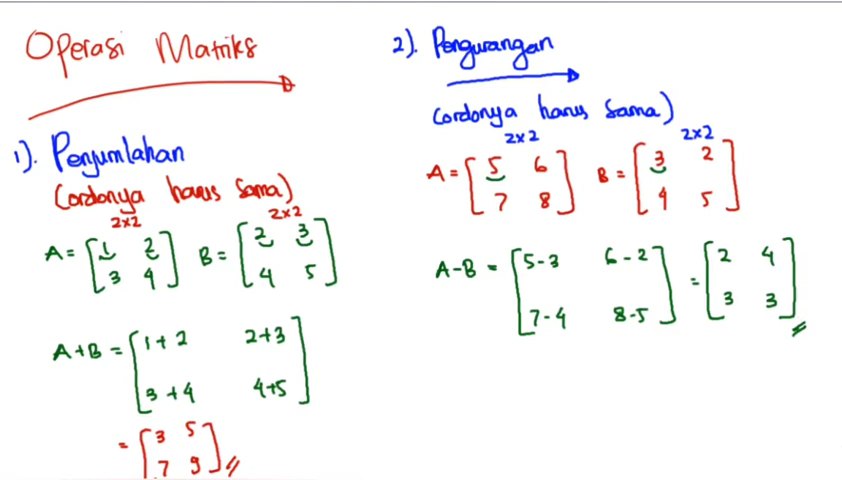 Operasi Matriks
1). Penjumlahan
(ordonya harus sama)
2x2 2x2
A = [1 2 B = [2 3
3 4] 4 5]
A+B = [1+2 2+3
3+4 4+5]
= [3 5
7 9]
2). Pengurangan
(ordonya harus sama)
2x2 2x2
A = [5 6 B = [3 2
7 8] 4 5]
A-B = [5-3 6-2 = [2 4
7-4 8-5] 3 3]